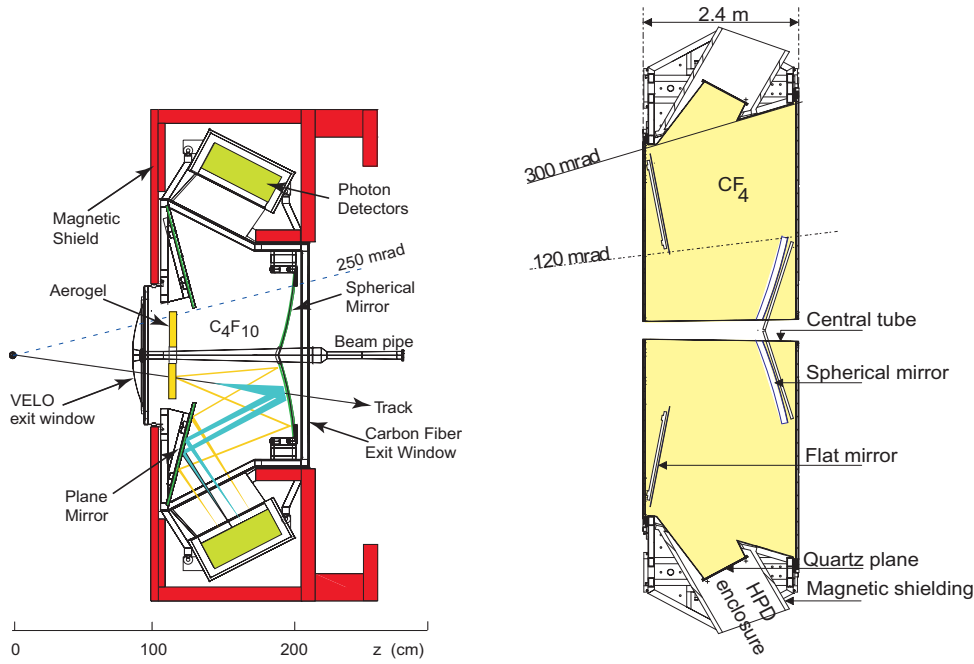 Magnetic
Shield
Aerogel
VELO
exit window
Plane
Mirror
C4F10
Photon
Detectors
250 mrad
Spherical
Mirror
Beam pipe
Track
Carbon Fiber
Exit Window
0
100
200
z (cm)
2.4 m
300 mrad
CF4
120 mrad
Central tube
Spherical mirror
Flat mirror
Quartz plane
Magnetic shielding
HPD
enclosure